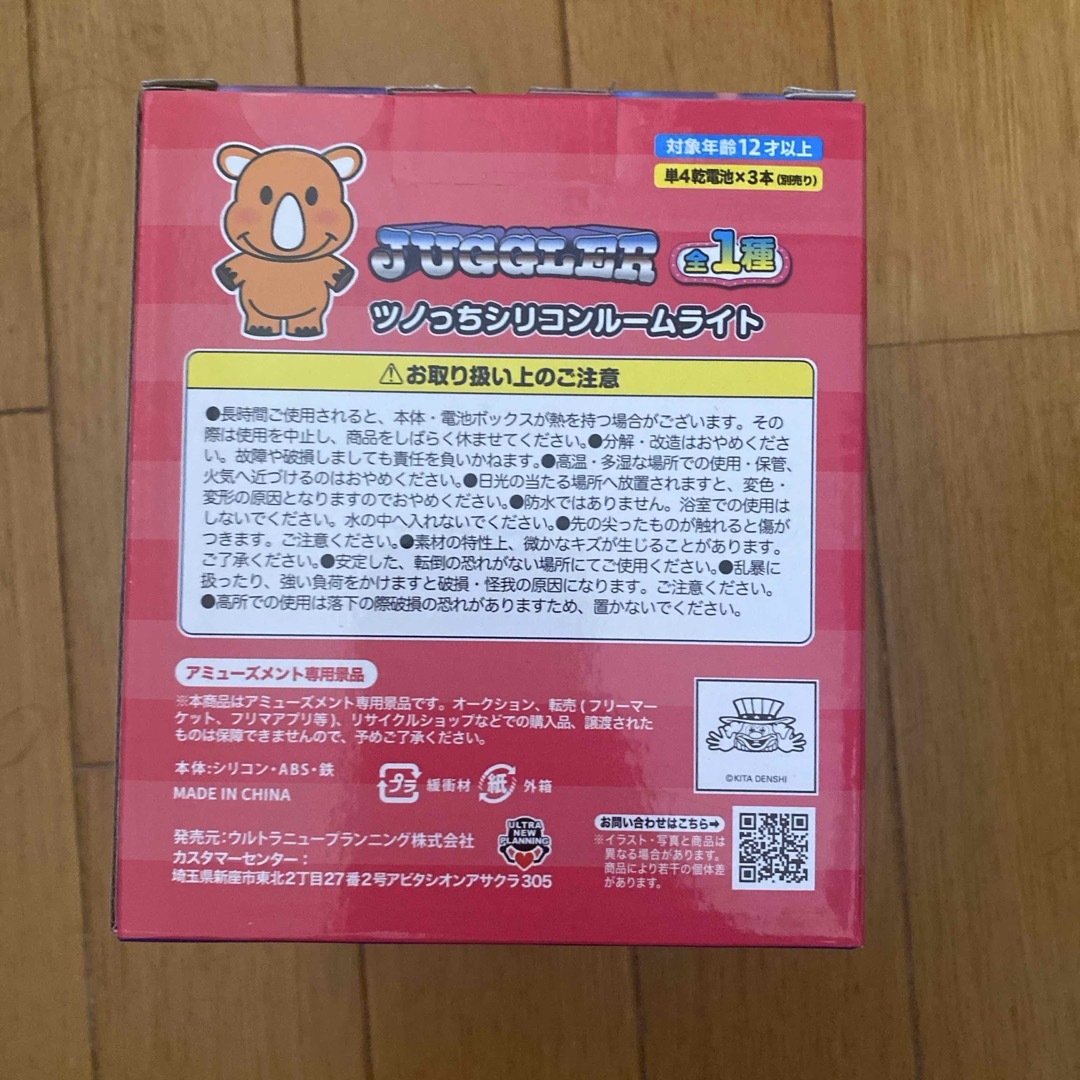 対象年齢12才以上
単4乾電池×3本(別売り)
JUGGLER 全1種
ツノっちシリコンルームライト
⚠お取り扱い上のご注意
●長時間ご使用されると、本体・電池ボックスが熱を持つ場合がございます。その
際は使用を中止し、商品をしばらく休ませてください。●分解・改造はおやめくださ
い。故障や破損しましても責任を負いかねます。●高温・多湿な場所での使用・保管、
火気へ近づけるのはおやめください。●日光の当たる場所へ放置されますと、変色・
変形の原因となりますのでおやめください。●防水ではありません。浴室での使用は
しないでください。水の中へ入れないでください。●先の尖ったものが触れると傷が
つきます。ご注意ください。●素材の特性上、微かなキズが生じることがあります。
ご了承ください。●安定した、転倒の恐れがない場所にてご使用ください。●乱暴に
扱ったり、強い負荷をかけますと破損・怪我の原因になります。ご注意ください。
●高所での使用は落下の際破損の恐れがありますため、置かないでください。
アミューズメント専用景品
※本商品はアミューズメント専用景品です。オークション、転売(フリーマ
ーケット、フリマアプリ等)、リサイクルショップなどでの購入品、譲渡された
ものは保障できませんので、予めご了承ください。
本体:シリコン・ABS・鉄
MADE IN CHINA
プラ 緩衝材 紙 外箱
©KITA DENSHI
発売元:ウルトラニュープランニング株式会社
カスタマーセンター:
埼玉県新座市東北2丁目27番2号アピタシオンアサクラ305
ULTRA
NEW
PLANNING
お問い合わせはこちら➡
※イラスト・写真と商品は
異なる場合があります。
商品により若干の個体差
があります。